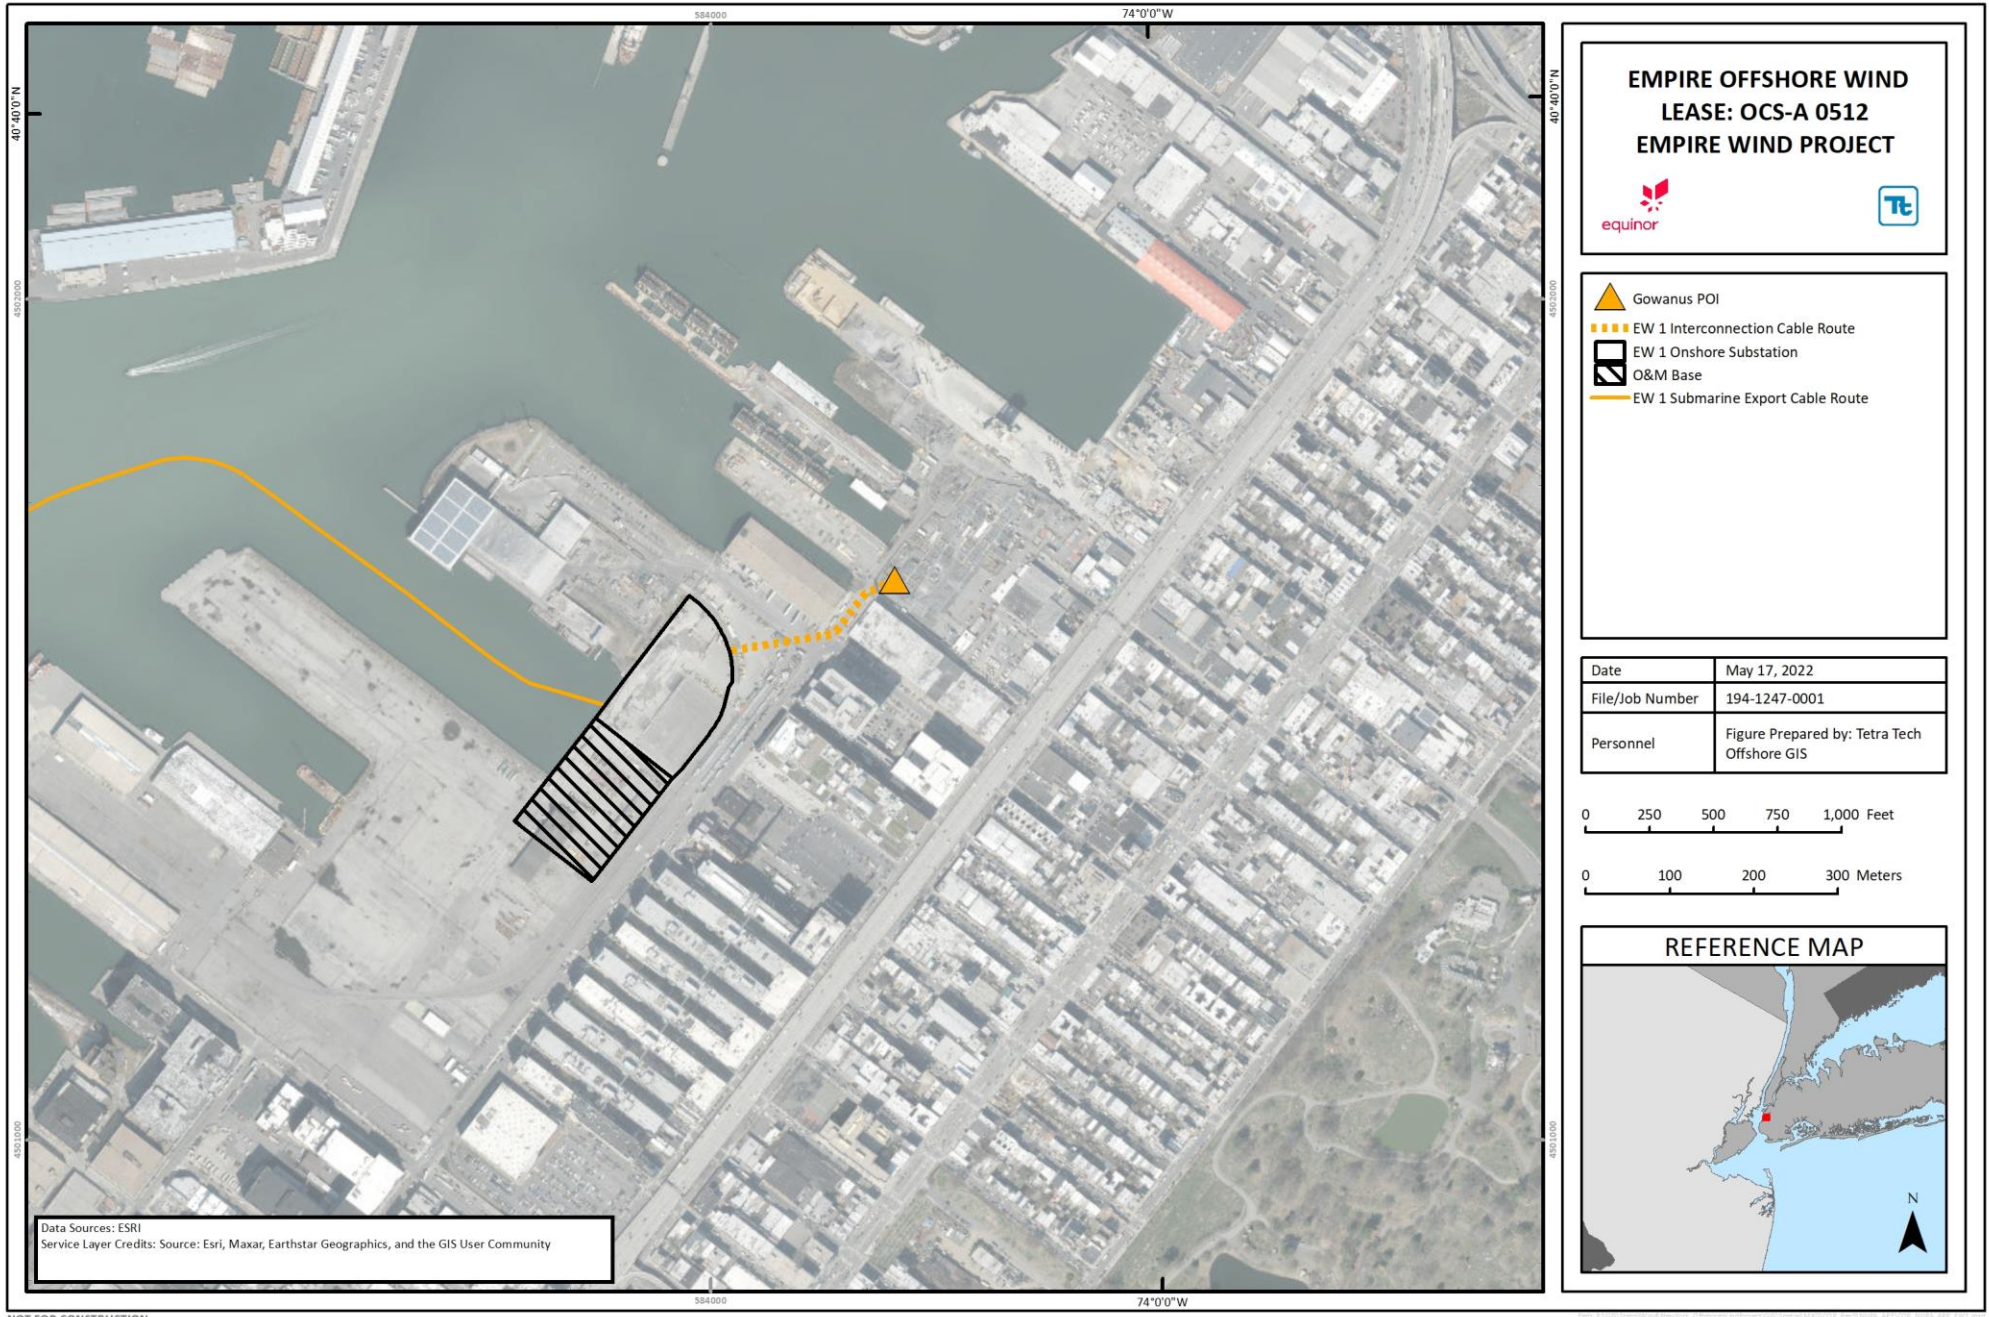 584000
74°0'0"W
40°40'0"N
40°40'0"N
4502000
4502000
4501000
4501000
584000
74°0'0"W
Data Sources: ESRI
Service Layer Credits: Source: Esri, Maxar, Earthstar Geographics, and the GIS User Community
EMPIRE OFFSHORE WIND
LEASE: OCS-A 0512
EMPIRE WIND PROJECT
equinor
Tt
Gowanus POI
EW 1 Interconnection Cable Route
EW 1 Onshore Substation
O&M Base
EW 1 Submarine Export Cable Route
Date May 17, 2022
File/Job Number 194-1247-0001
Personnel Figure Prepared by: Tetra Tech
Offshore GIS
0 250 500 750 1,000 Feet
0 100 200 300 Meters
REFERENCE MAP
N
NOT FOR CONSTRUCTION